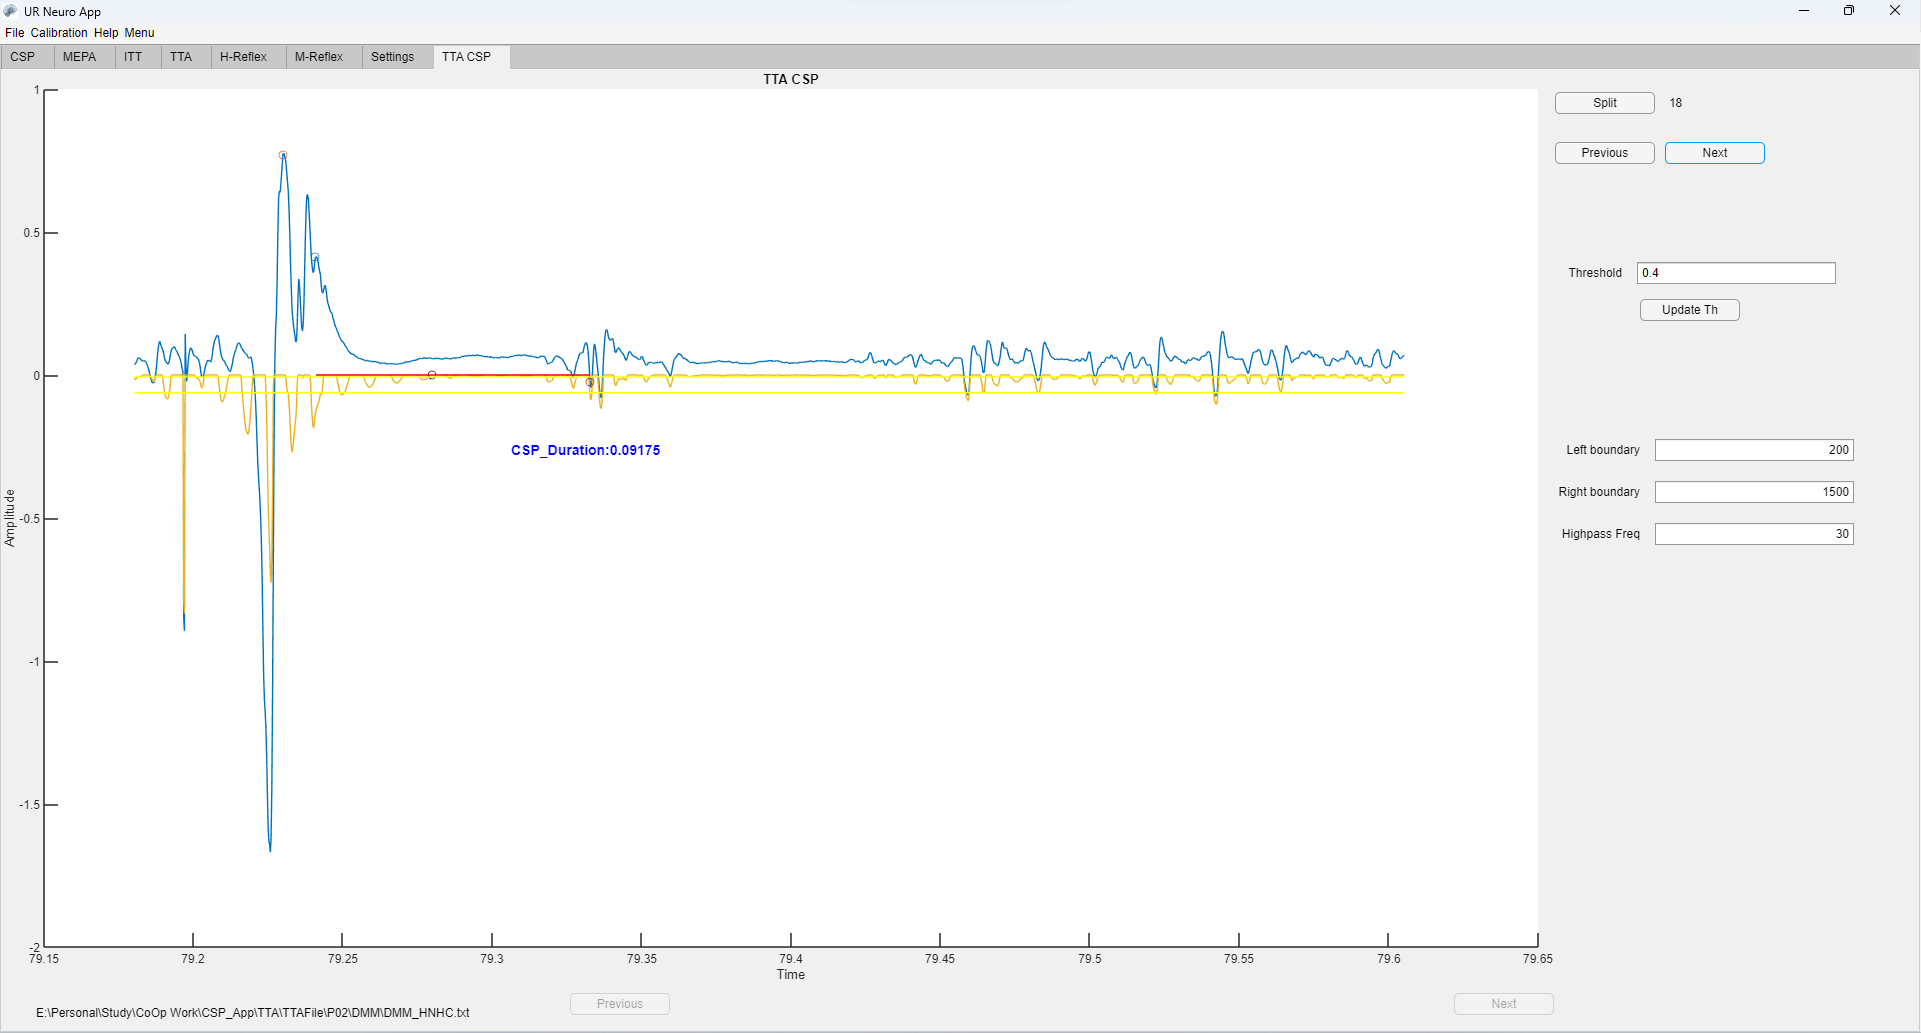 UR Neuro App
File Calibration Help Menu
CSP MEPA ITT TTA H-Reflex M-Reflex Settings TTA CSP
TTA CSP
Split 18
Previous Next
Threshold 0.4
Update Th
Left boundary 200
Right boundary 1500
Highpass Freq 30
1
0.5
0
-0.5
-1
-1.5
-2
Amplitude
CSP_Duration:0.09175
79.15 79.2 79.25 79.3 79.35 79.4 79.45 79.5 79.55 79.6 79.65
Time
Previous Next
E:\Personal\Study\CoOp Work\CSP_App\TTA\TTAFile\P02\DMM\DMM_HNHC.txt